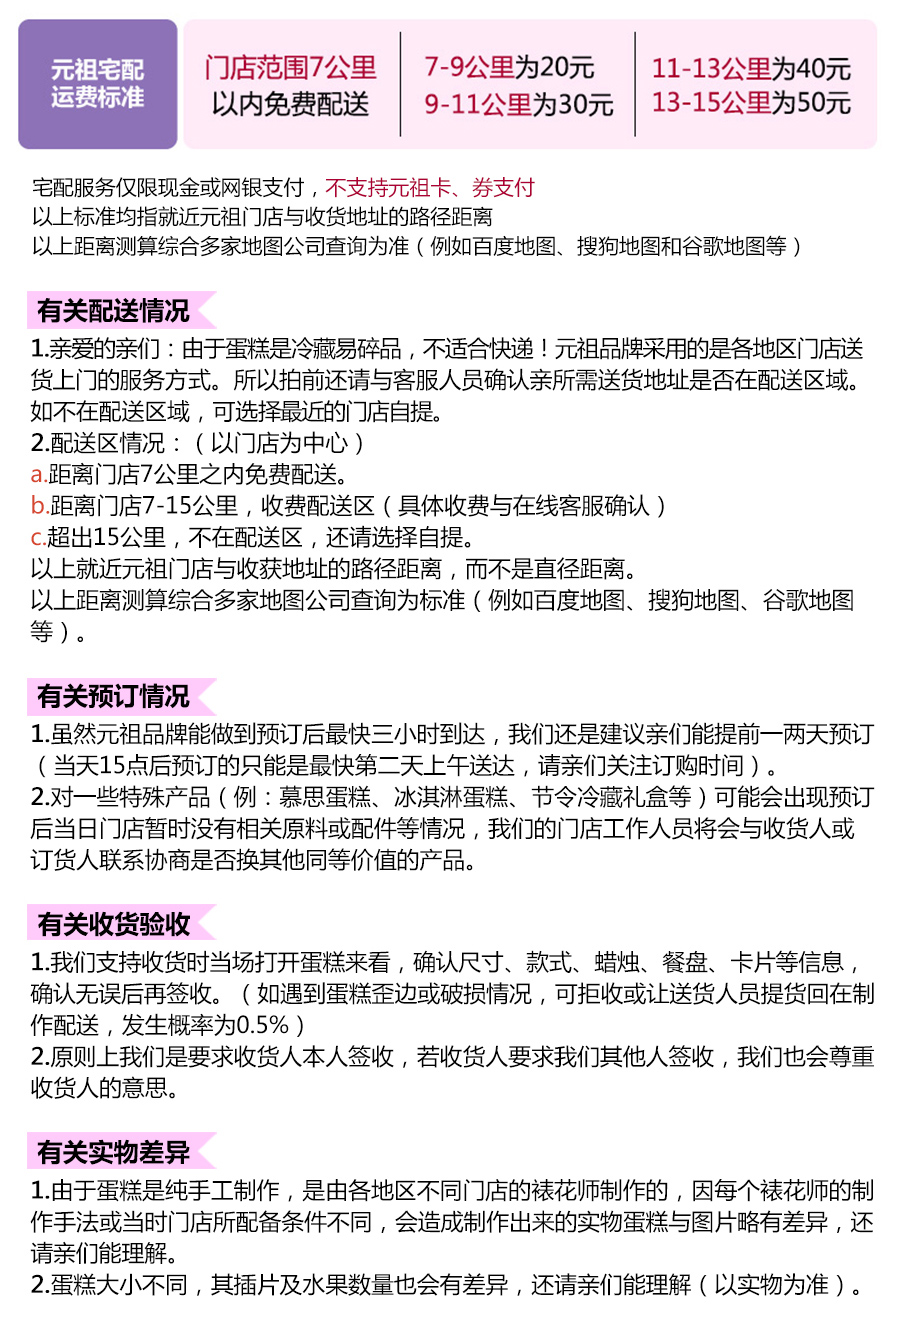 元祖宅配
运费标准
门店范围7公里
以内免费配送
7-9公里为20元
9-11公里为30元
11-13公里为40元
13-15公里为50元
宅配服务仅限现金或网银支付，不支持元祖卡、券支付
以上标准均指就近元祖门店与收货地址的路径距离
以上距离测算综合多家地图公司查询为准（例如百度地图、搜狗地图和谷歌地图等）
有关配送情况
1.亲爱的亲们：由于蛋糕是冷藏易碎品，不适合快递！元祖品牌采用的是各地区门店送
货上门的服务方式。所以拍前还请与客服人员确认亲所需送货地址是否在配送区域。
如不在配送区域，可选择最近的门店自提。
2.配送区情况：（以门店为中心）
a.距离门店7公里之内免费配送。
b.距离门店7-15公里，收费配送区（具体收费与在线客服确认）
c.超出15公里，不在配送区，还请选择自提。
以上就近元祖门店与收获地址的路径距离，而不是直径距离。
以上距离测算综合多家地图公司查询为标准（例如百度地图、搜狗地图、谷歌地图
等）。
有关预订情况
1.虽然元祖品牌能做到预订后最快三小时到达，我们还是建议亲们能提前一两天预订
（当天15点后预订的只能是最快第二天上午送达，请亲们关注订购时间）。
2.对一些特殊产品（例：慕思蛋糕、冰淇淋蛋糕、节令冷藏礼盒等）可能会出现预订
后当日门店暂时没有相关原料或配件等情况，我们的门店工作人员将会与收货人或
订货人联系协商是否换其他同等价值的产品。
有关收货验收
1.我们支持收货时当场打开蛋糕来看，确认尺寸、款式、蜡烛、餐盘、卡片等信息，
确认无误后再签收。（如遇到蛋糕歪边或破损情况，可拒收或让送货人员提货回在制
作配送，发生概率为0.5%）
2.原则上我们是要求收货人本人签收，若收货人要求我们其他人签收，我们也会尊重
收货人的意思。
有关实物差异
1.由于蛋糕是纯手工制作，是由各地区不同门店的裱花师制作的，因每个裱花师的制
作手法或当时门店所配备条件不同，会造成制作出来的实物蛋糕与图片略有差异，还
请亲们能理解。
2.蛋糕大小不同，其插片及水果数量也会有差异，还请亲们能理解（以实物为准）。